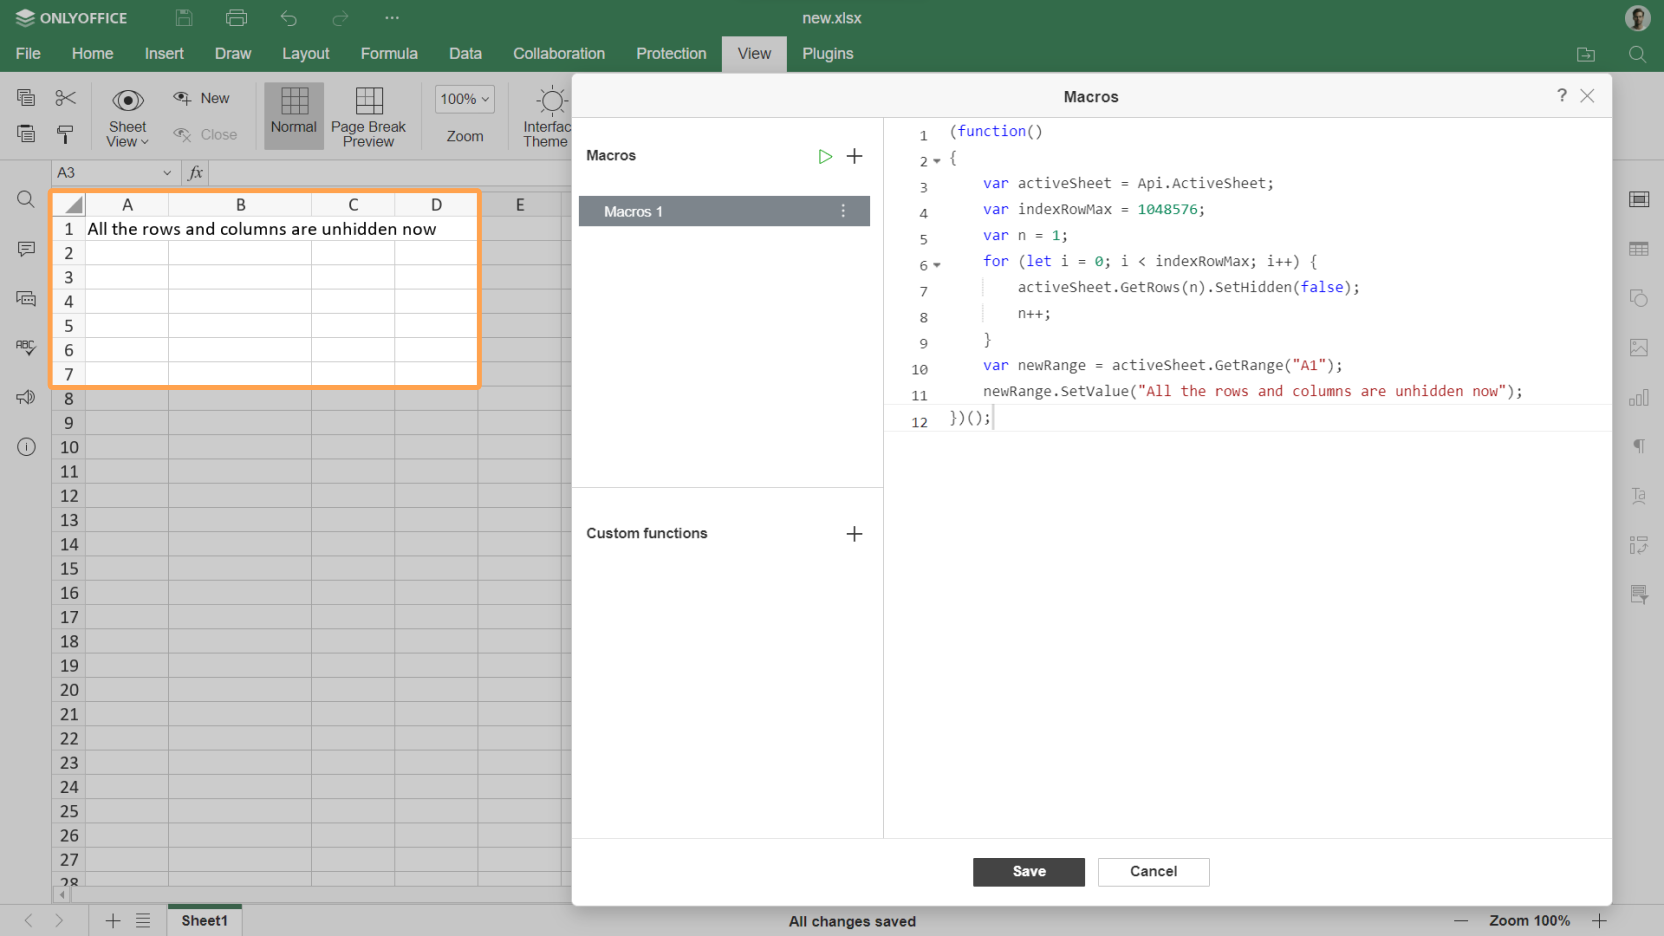 ONLYOFFICE
new.xlsx
File Home Insert Draw Layout Formula Data Collaboration Protection View Plugins
Sheet View
New
Close
Normal
Page Break Preview
100%
Zoom
Interfac
Theme
A3
fx
A B C D E
1 All the rows and columns are unhidden now
2
3
4
5
6
7
8
9
10
11
12
13
14
15
16
17
18
19
20
21
22
23
24
25
26
27
28
ABC
Macros
?
Macros
Macros 1
Custom functions
1 (function()
2 {
3 var activeSheet = Api.ActiveSheet;
4 var indexRowMax = 1048576;
5 var n = 1;
6 for (let i = 0; i < indexRowMax; i++) {
7 activeSheet.GetRows(n).SetHidden(false);
8 n++;
9 }
10 var newRange = activeSheet.GetRange("A1");
11 newRange.SetValue("All the rows and columns are unhidden now");
12 })();
Save
Cancel
Sheet1
All changes saved
Zoom 100%